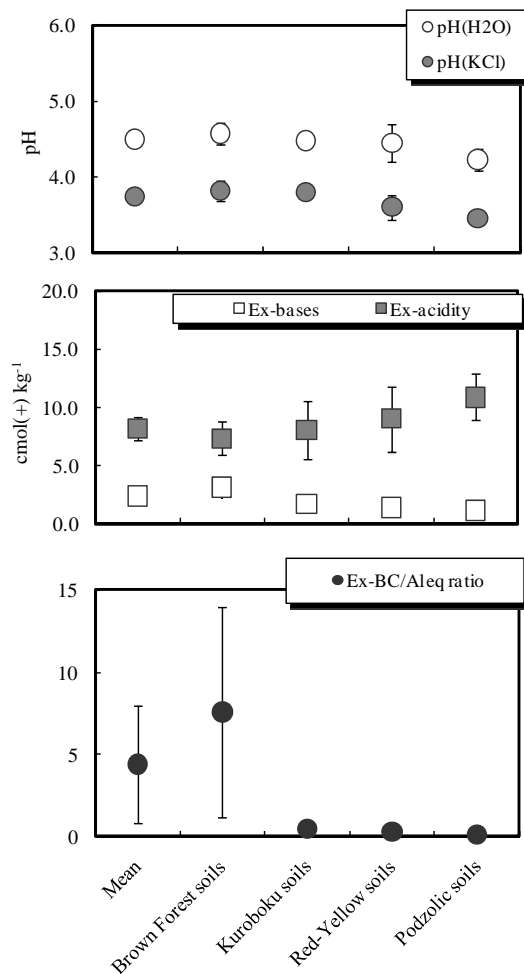 6.0
pH(H2O)
pH(KCl)
5.0
pH
4.0
3.0
20.0
Ex-bases Ex-acidity
15.0
cmol(+) kg⁻¹
10.0
5.0
0.0
Ex-BC/Aleq ratio
15
10
5
0
Mean
Brown Forest soils
Kuroboku soils
Red-Yellow soils
Podzolic soils